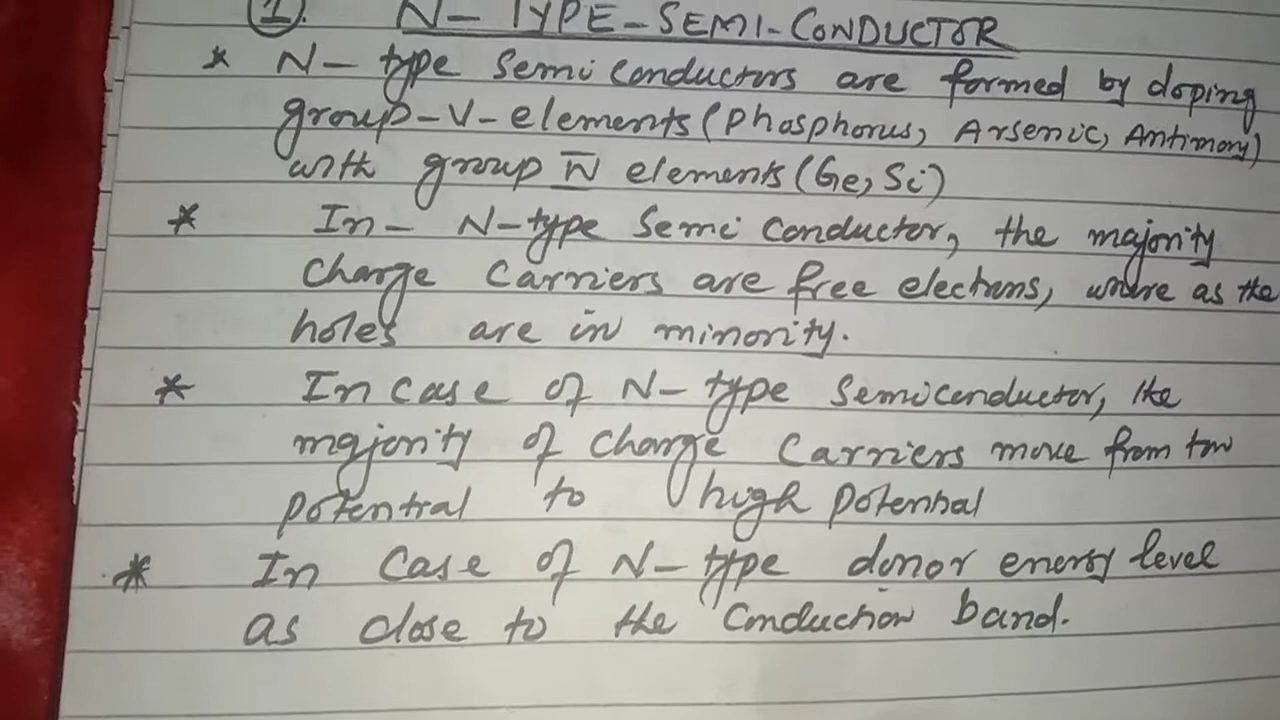 (1). N-TYPE-SEMI-CONDUCTOR
* N-type Semi Conductors are formed by doping
group-V-elements (Phosphorus, Arsenic, Antimony)
with group IV elements (Ge, Si)
* In- N-type Semi Conductor, the majority
Charge Carriers are free electrons, where as the
holes are in minority.
* In case of N-type Semiconductor, the
majority of charge Carriers move from low
potential to high potential
* In Case of N-type donor energy level
as close to the Conduction band.